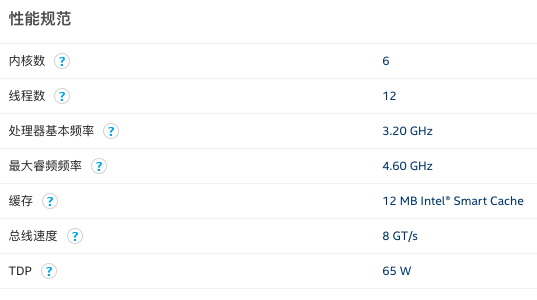 性能规范
内核数 ? 6
线程数 ? 12
处理器基本频率 ? 3.20 GHz
最大睿频频率 ? 4.60 GHz
缓存 ? 12 MB Intel® Smart Cache
总线速度 ? 8 GT/s
TDP ? 65 W